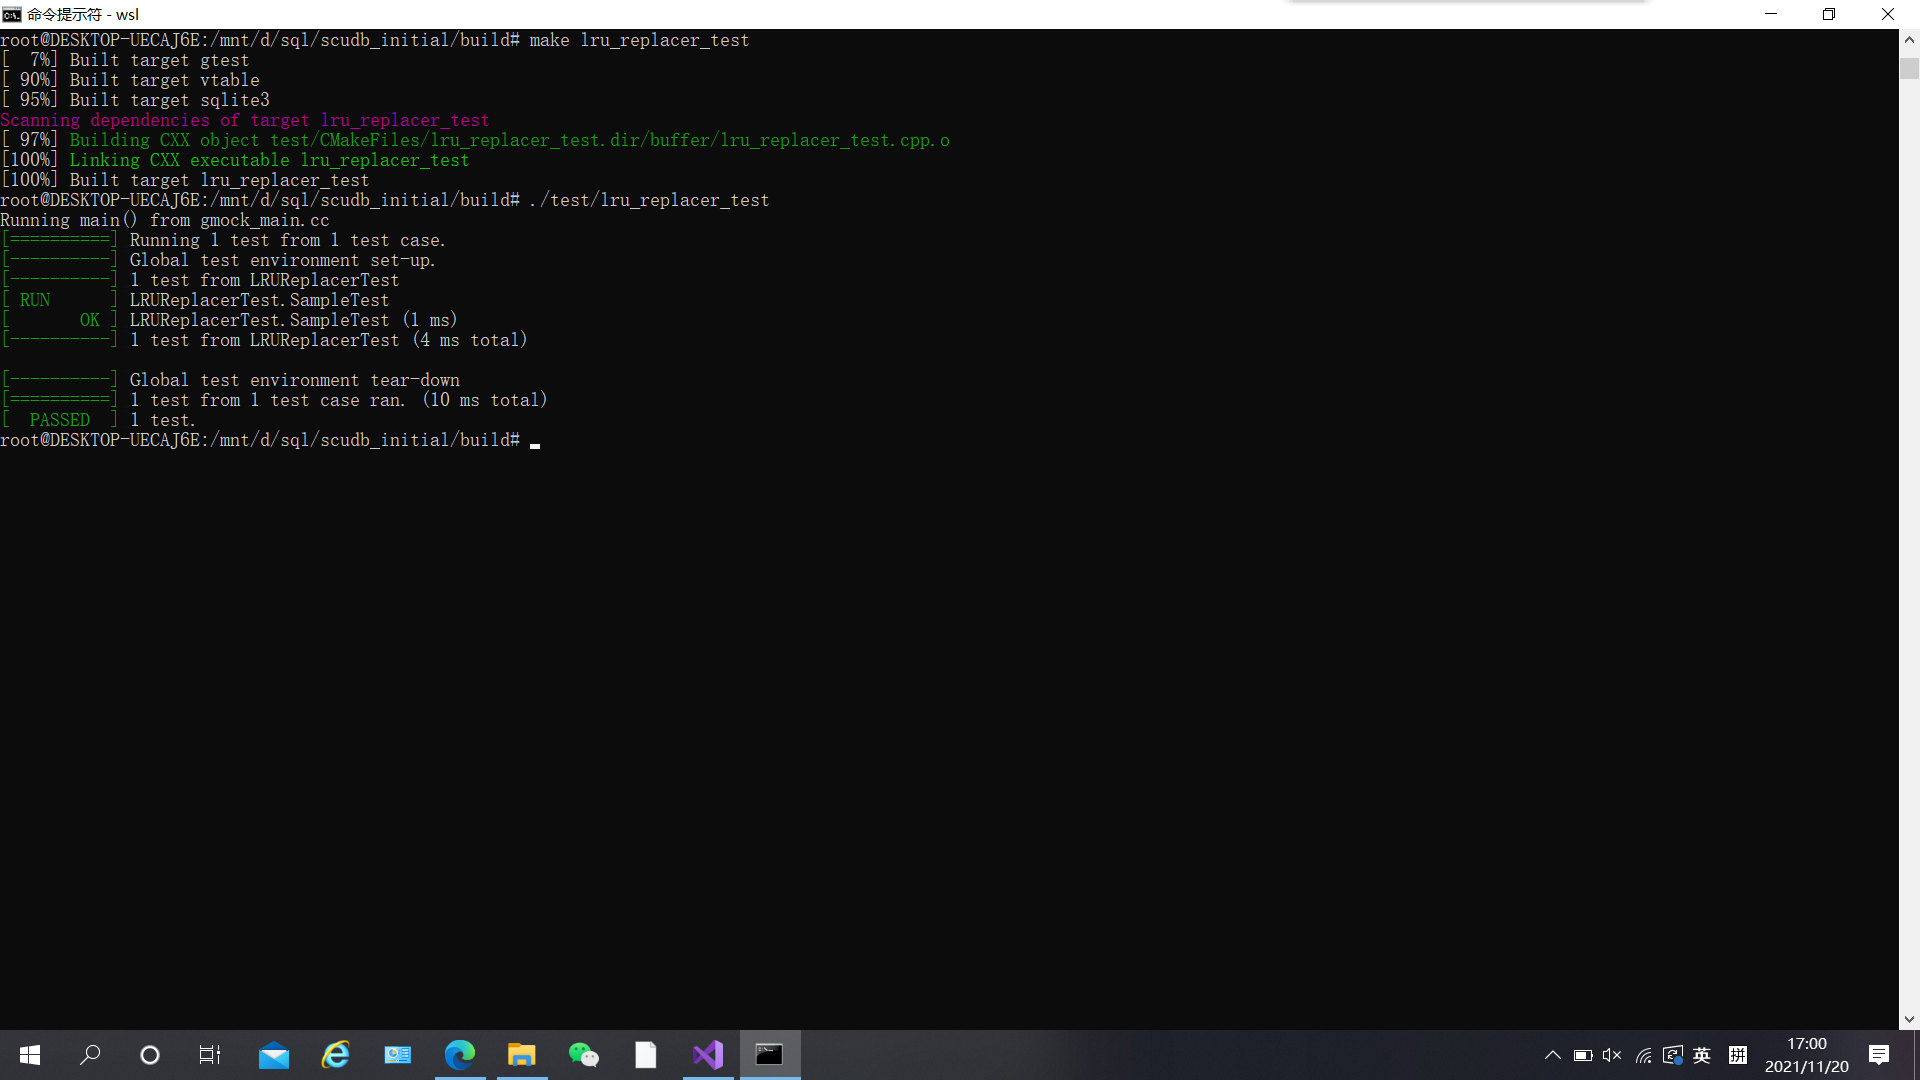 命令提示符 - wsl
root@DESKTOP-UECAJ6E:/mnt/d/sql/scudb_initial/build# make lru_replacer_test
[  7%] Built target gtest
[ 90%] Built target vtable
[ 95%] Built target sqlite3
Scanning dependencies of target lru_replacer_test
[ 97%] Building CXX object test/CMakeFiles/lru_replacer_test.dir/buffer/lru_replacer_test.cpp.o
[100%] Linking CXX executable lru_replacer_test
[100%] Built target lru_replacer_test
root@DESKTOP-UECAJ6E:/mnt/d/sql/scudb_initial/build# ./test/lru_replacer_test
Running main() from gmock_main.cc
[==========] Running 1 test from 1 test case.
[----------] Global test environment set-up.
[----------] 1 test from LRUReplacerTest
[ RUN      ] LRUReplacerTest.SampleTest
[       OK ] LRUReplacerTest.SampleTest (1 ms)
[----------] 1 test from LRUReplacerTest (4 ms total)
[----------] Global test environment tear-down
[==========] 1 test from 1 test case ran. (10 ms total)
[  PASSED  ] 1 test.
root@DESKTOP-UECAJ6E:/mnt/d/sql/scudb_initial/build#
英
拼
17:00
2021/11/20